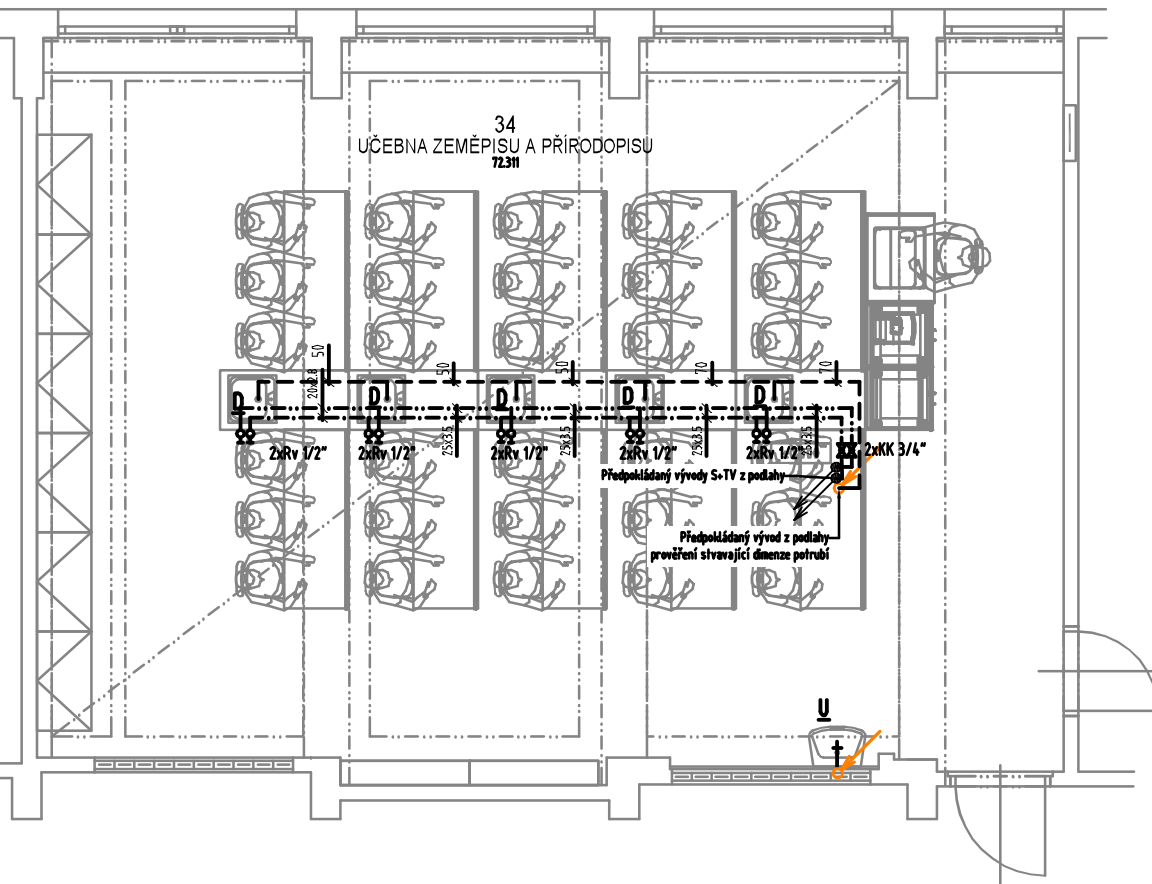 34
UČEBNA ZEMĚPISU A PŘÍRODOPISU
72.311
50
50
50
70
70
20x2.8
D
D
D
D
D
25x3.5
25x3.5
25x3.5
25x3.5
2xRv 1/2"
2xRv 1/2"
2xRv 1/2"
2xRv 1/2"
2xRv 1/2"
2xKK 3/4"
Předpokládaný vývody S+TV z podlahy
Předpokládaný vývod z podlahy
prověření stvavající dimenze potrubí
U